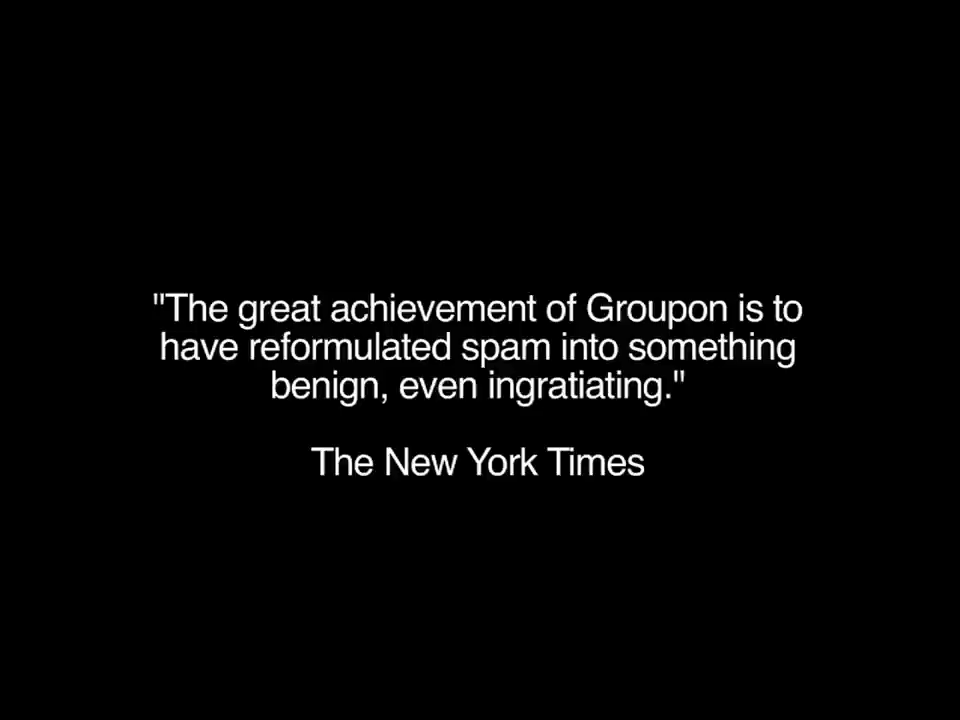 "The great achievement of Groupon is to
have reformulated spam into something
benign, even ingratiating."
The New York Times